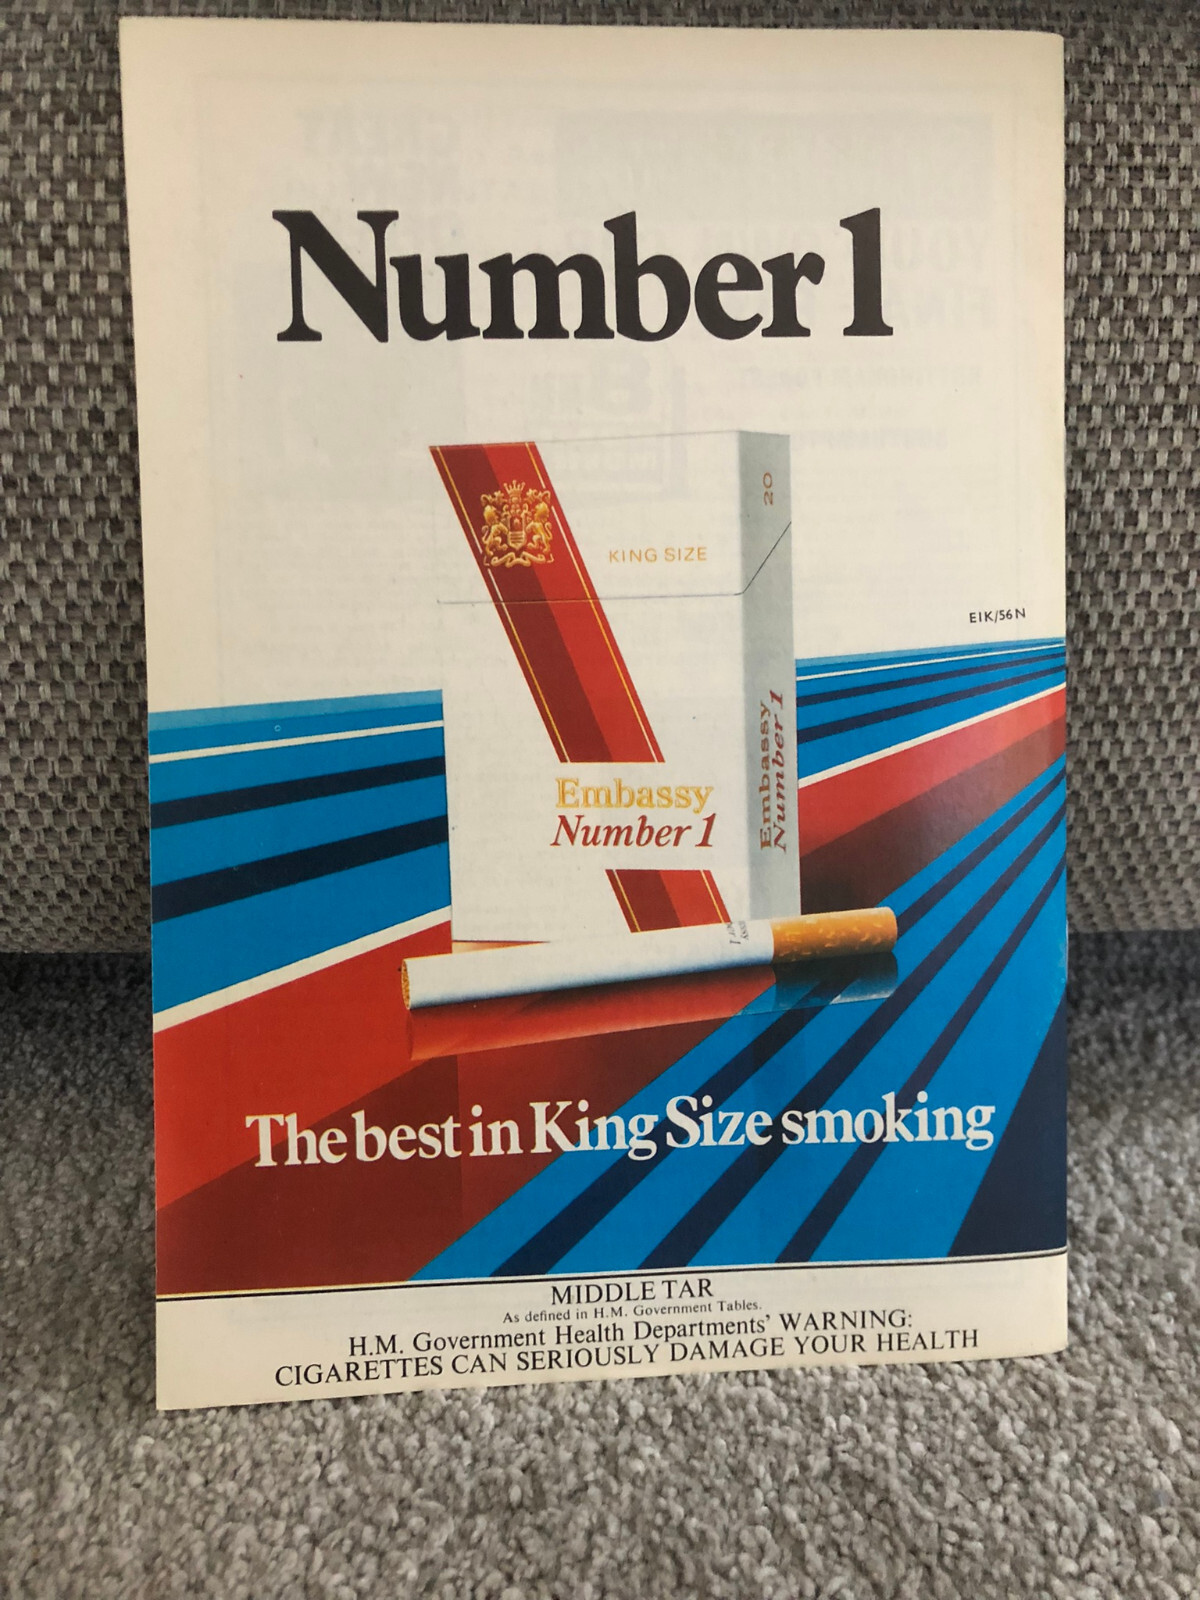 Number 1
20
KING SIZE
E1K/56N
Embassy
Number 1
Embassy
Number 1
The best in King Size smoking
MIDDLE TAR
As defined in H.M. Government Tables.
H.M. Government Health Departments' WARNING:
CIGARETTES CAN SERIOUSLY DAMAGE YOUR HEALTH